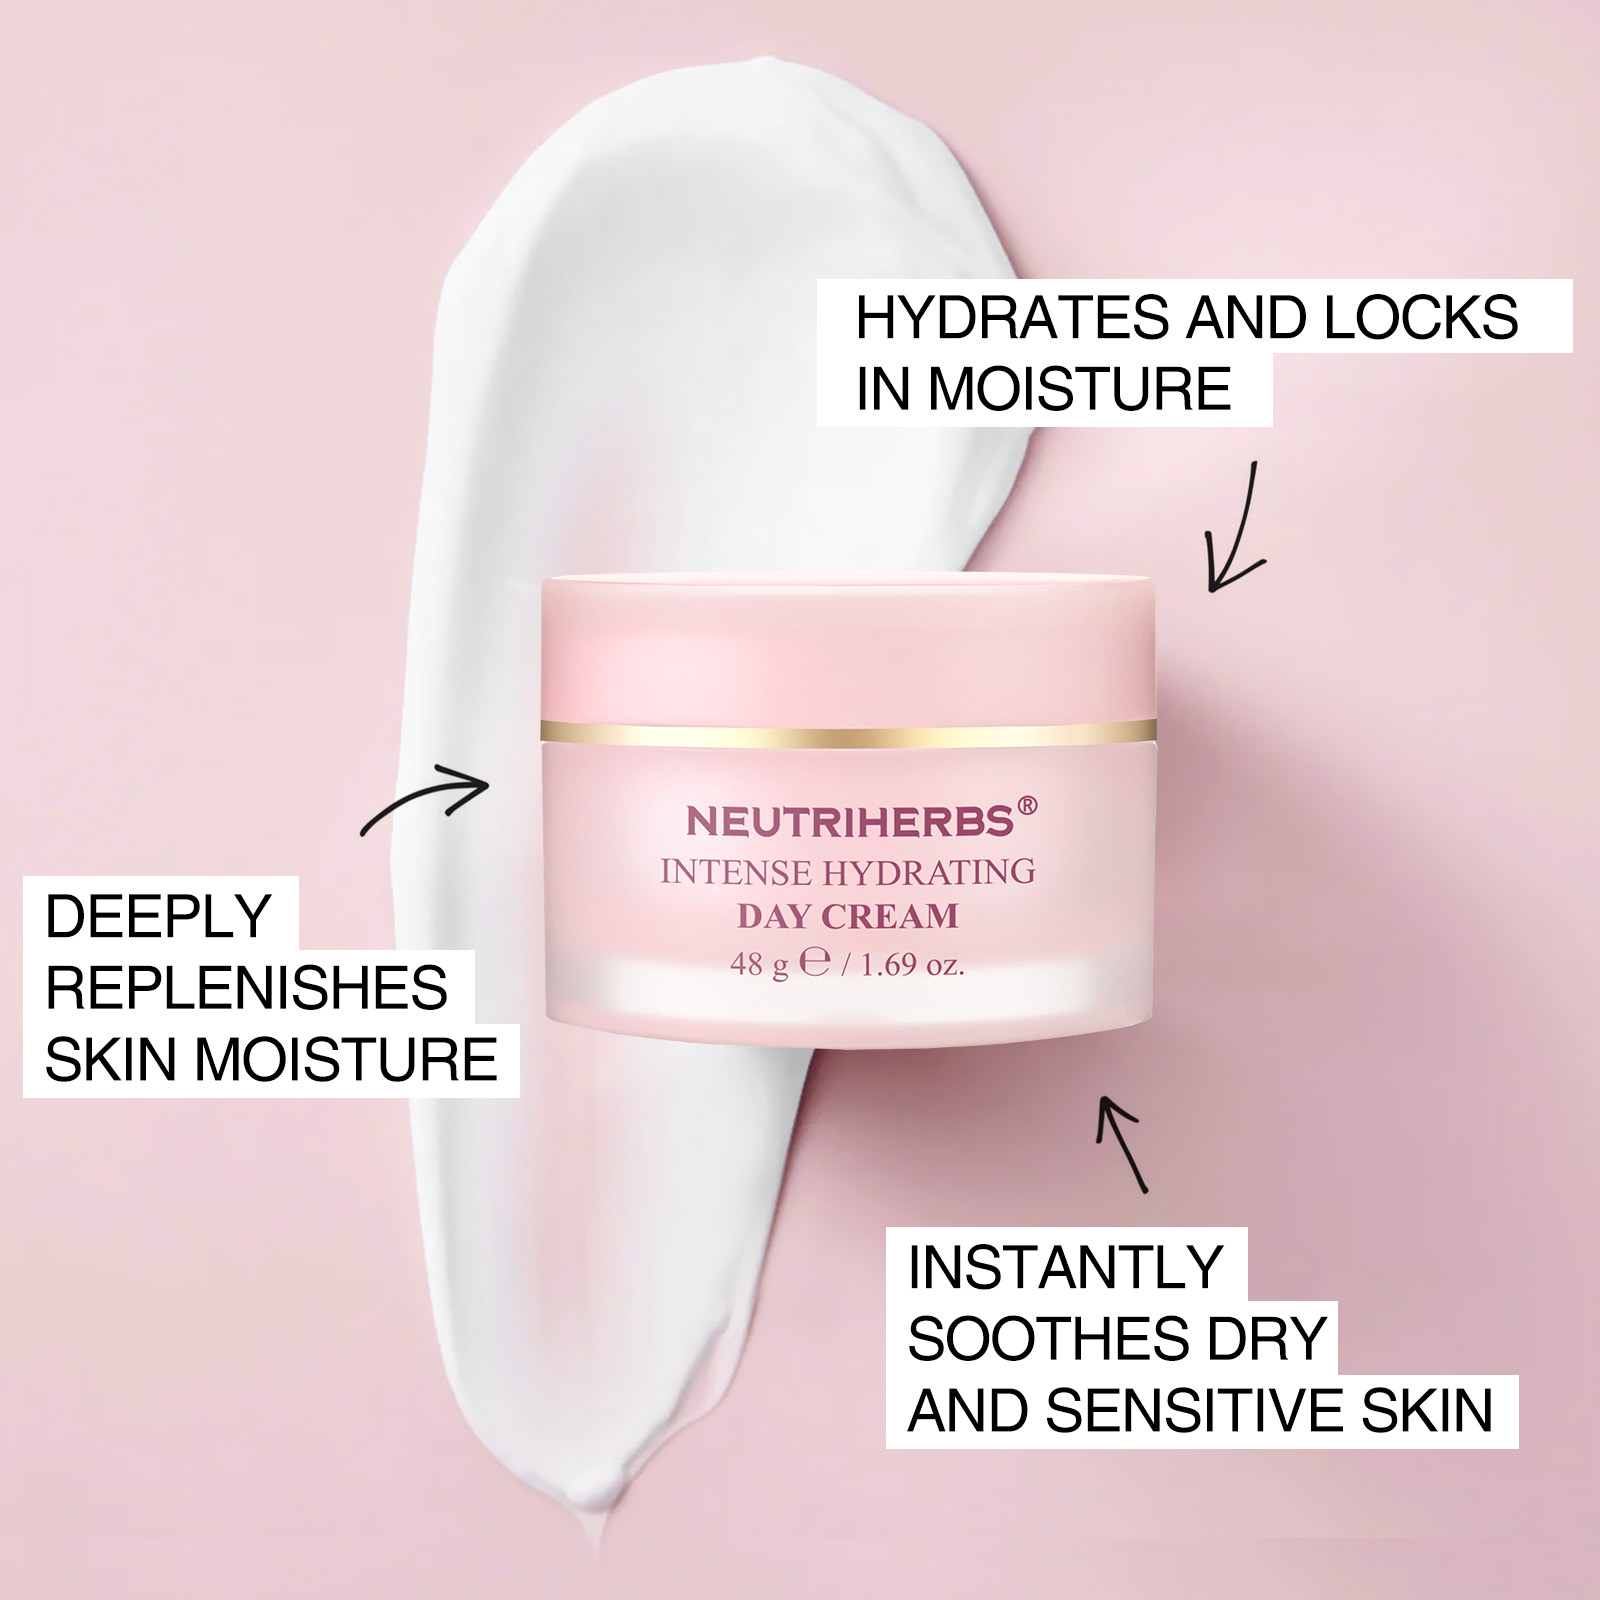 HYDRATES AND LOCKS
IN MOISTURE
NEUTRIHERBS®
INTENSE HYDRATING
DAY CREAM
48 g ℮ / 1.69 oz.
DEEPLY
REPLENISHES
SKIN MOISTURE
INSTANTLY
SOOTHES DRY
AND SENSITIVE SKIN